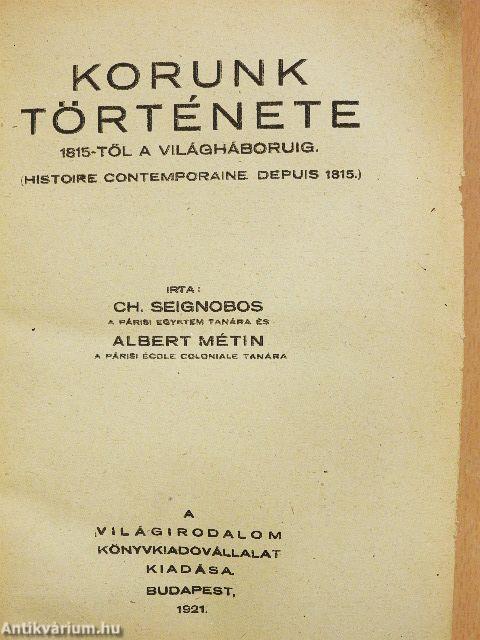 KORUNK
TÖRTÉNETE
1815-TŐL A VILÁGHÁBORUIG.
(HISTOIRE CONTEMPORAINE DEPUIS 1815.)
IRTA:
CH. SEIGNOBOS
A PÁRISI EGYETEM TANÁRA ÉS
ALBERT MÉTIN
A PÁRISI ÉCOLE COLONIALE TANÁRA
A
VILÁGIRODALOM
KÖNYVKIADÓVÁLLALAT
KIADÁSA.
BUDAPEST,
1921.
Antikvárium.hu